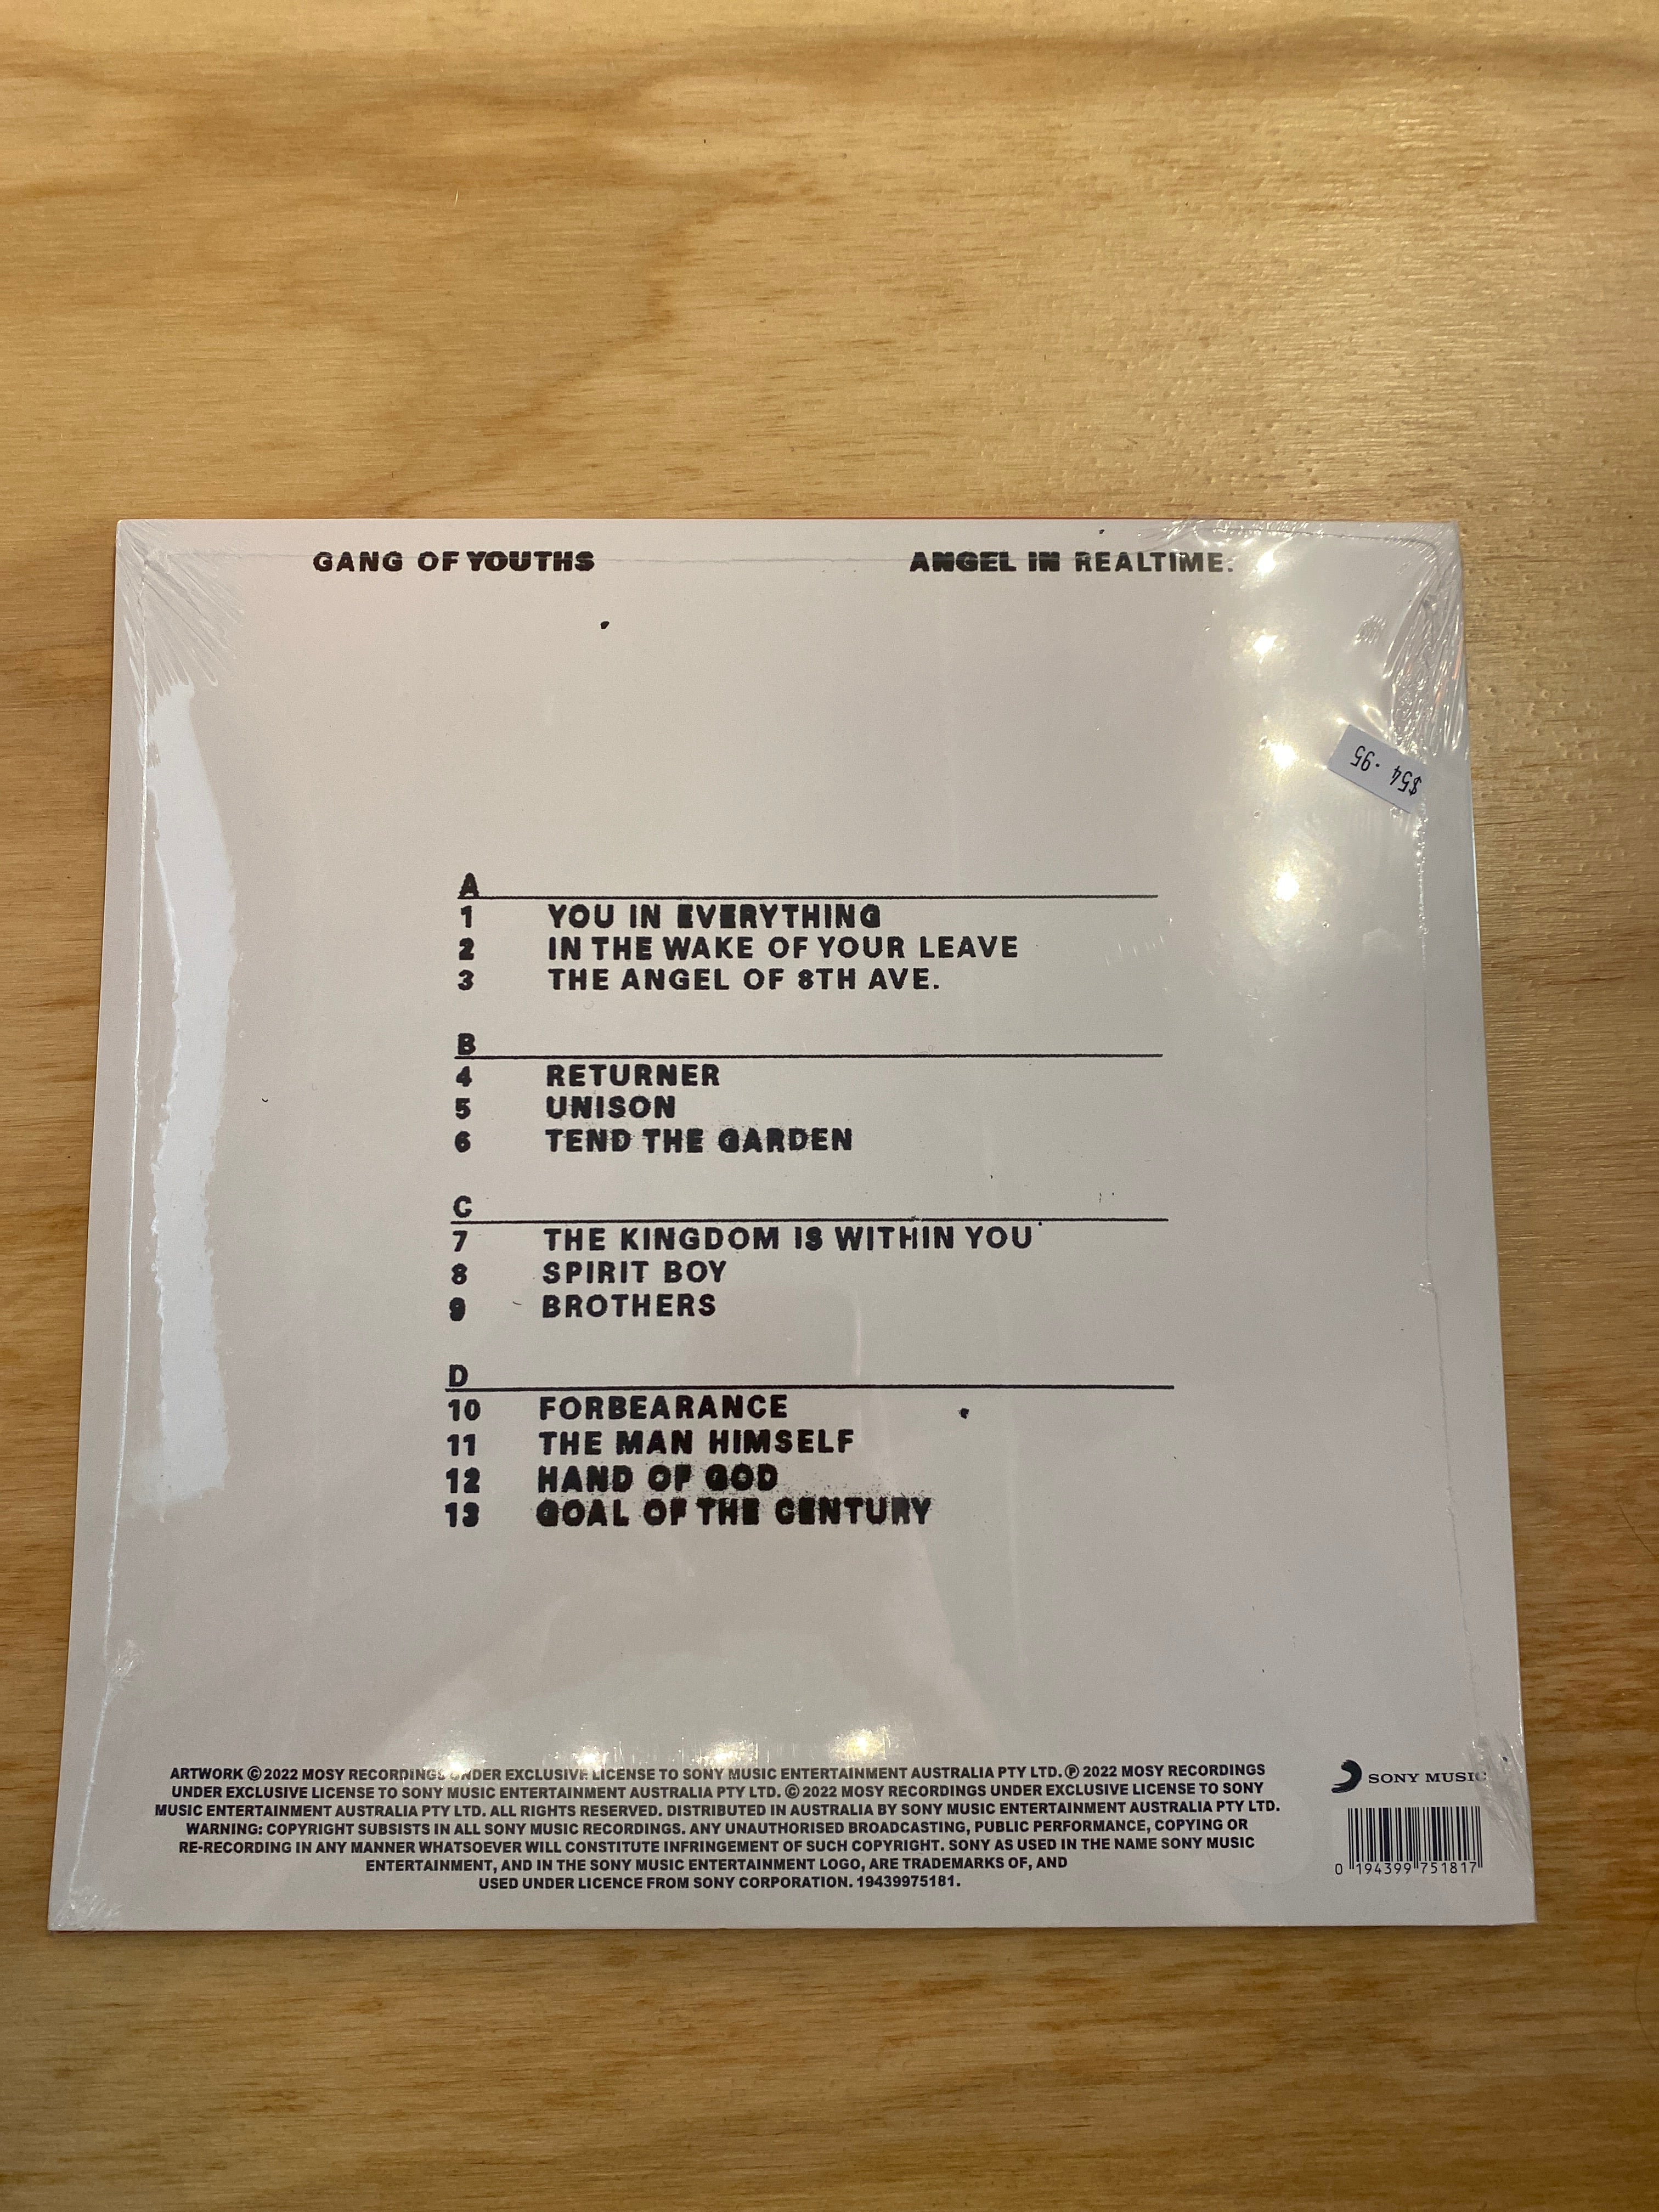 GANG OF YOUTHS
ANGEL IN REALTIME.
$54.95
A
1 YOU IN EVERYTHING
2 IN THE WAKE OF YOUR LEAVE
3 THE ANGEL OF 8TH AVE.
B
4 RETURNER
5 UNISON
6 TEND THE GARDEN
C
7 THE KINGDOM IS WITHIN YOU
8 SPIRIT BOY
9 BROTHERS
D
10 FORBEARANCE
11 THE MAN HIMSELF
12 HAND OF GOD
13 GOAL OF THE CENTURY
ARTWORK Ⓒ 2022 MOSY RECORDINGS UNDER EXCLUSIVE LICENSE TO SONY MUSIC ENTERTAINMENT AUSTRALIA PTY LTD. Ⓟ 2022 MOSY RECORDINGS
UNDER EXCLUSIVE LICENSE TO SONY MUSIC ENTERTAINMENT AUSTRALIA PTY LTD. Ⓒ 2022 MOSY RECORDINGS UNDER EXCLUSIVE LICENSE TO SONY
MUSIC ENTERTAINMENT AUSTRALIA PTY LTD. ALL RIGHTS RESERVED. DISTRIBUTED IN AUSTRALIA BY SONY MUSIC ENTERTAINMENT AUSTRALIA PTY LTD.
WARNING: COPYRIGHT SUBSISTS IN ALL SONY MUSIC RECORDINGS. ANY UNAUTHORISED BROADCASTING, PUBLIC PERFORMANCE, COPYING OR
RE-RECORDING IN ANY MANNER WHATSOEVER WILL CONSTITUTE INFRINGEMENT OF SUCH COPYRIGHT. SONY AS USED IN THE NAME SONY MUSIC
ENTERTAINMENT, AND IN THE SONY MUSIC ENTERTAINMENT LOGO, ARE TRADEMARKS OF, AND
USED UNDER LICENCE FROM SONY CORPORATION. 19439975181.
SONY MUSIC
0 194399 751817